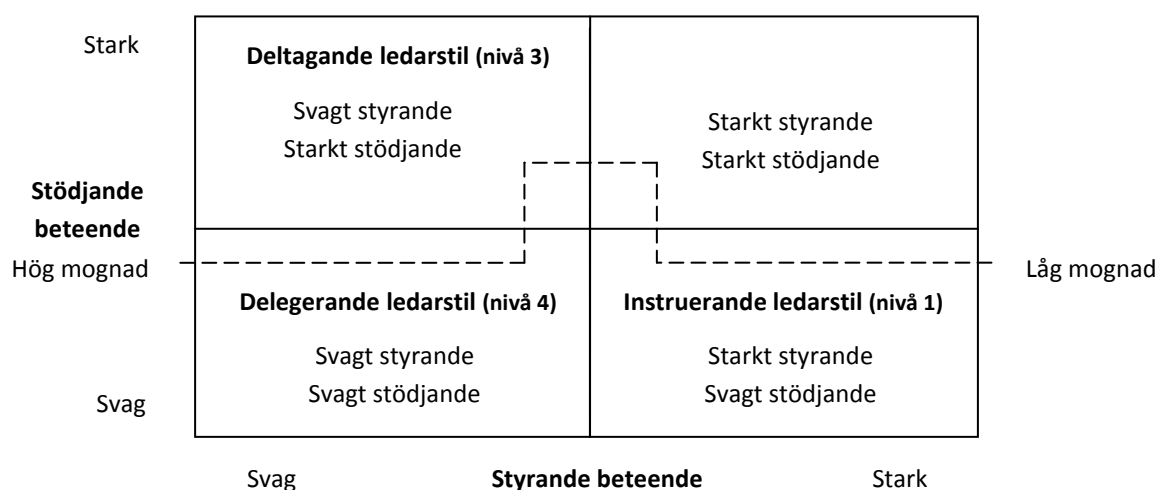 Stark
Deltagande ledarstil (nivå 3)
Svagt styrande
Starkt stödjande
Starkt styrande
Starkt stödjande
Stödjande
beteende
Hög mognad
Låg mognad
Delegerande ledarstil (nivå 4)
Svagt styrande
Svagt stödjande
Instruerande ledarstil (nivå 1)
Starkt styrande
Svagt stödjande
Svag
Svag
Styrande beteende
Stark